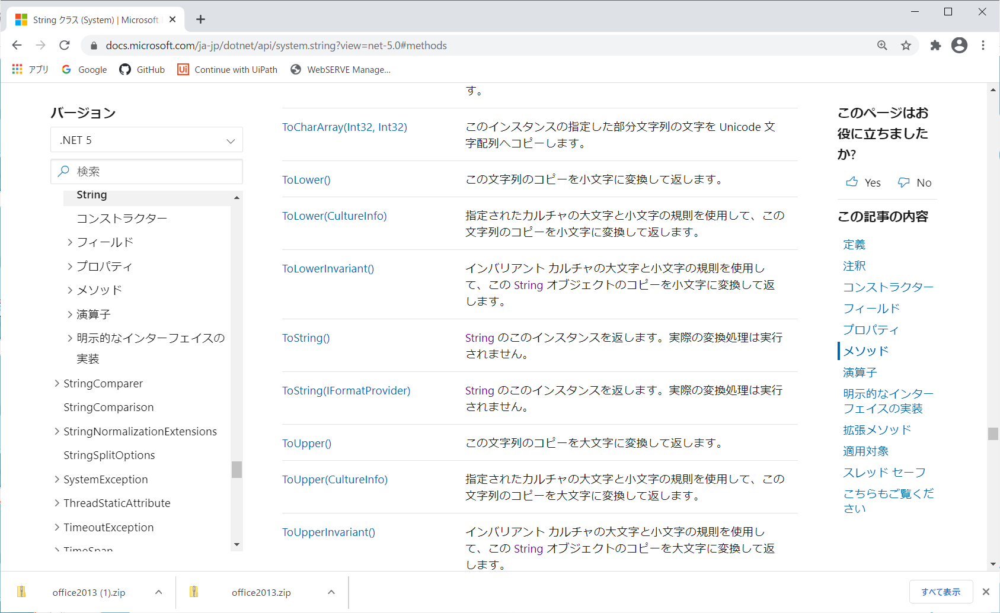 String クラス (System) | Microsoft
docs.microsoft.com/ja-jp/dotnet/api/system.string?view=net-5.0#methods
アプリ
Google
GitHub
Ui
Continue with UiPath
WebSERVE Manage...
バージョン
.NET 5
検索
String
コンストラクター
フィールド
プロパティ
メソッド
演算子
明示的なインターフェイスの
実装
StringComparer
StringComparison
StringNormalizationExtensions
StringSplitOptions
SystemException
ThreadStaticAttribute
TimeoutException
TimeSpan
す。
ToCharArray(Int32, Int32)
このインスタンスの指定した部分文字列の文字を Unicode 文
字配列へコピーします。
ToLower()
この文字列のコピーを小文字に変換して返します。
ToLower(CultureInfo)
指定されたカルチャの大文字と小文字の規則を使用して、この
文字列のコピーを小文字に変換して返します。
ToLowerInvariant()
インバリアント カルチャの大文字と小文字の規則を使用し
て、この String オブジェクトのコピーを小文字に変換して返
します。
ToString()
String のこのインスタンスを返します。実際の変換処理は実行
されません。
ToString(IFormatProvider)
String のこのインスタンスを返します。実際の変換処理は実行
されません。
ToUpper()
この文字列のコピーを大文字に変換して返します。
ToUpper(CultureInfo)
指定されたカルチャの大文字と小文字の規則を使用して、この
文字列のコピーを大文字に変換して返します。
ToUpperInvariant()
インバリアント カルチャの大文字と小文字の規則を使用し
て、この String オブジェクトのコピーを大文字に変換して返
します。
このページはお
役に立ちました
か?
Yes
No
この記事の内容
定義
注釈
コンストラクター
フィールド
プロパティ
メソッド
演算子
明示的なインター
フェイスの実装
拡張メソッド
適用対象
スレッド セーフ
こちらもご覧くだ
さい
office2013 (1).zip
office2013.zip
すべて表示